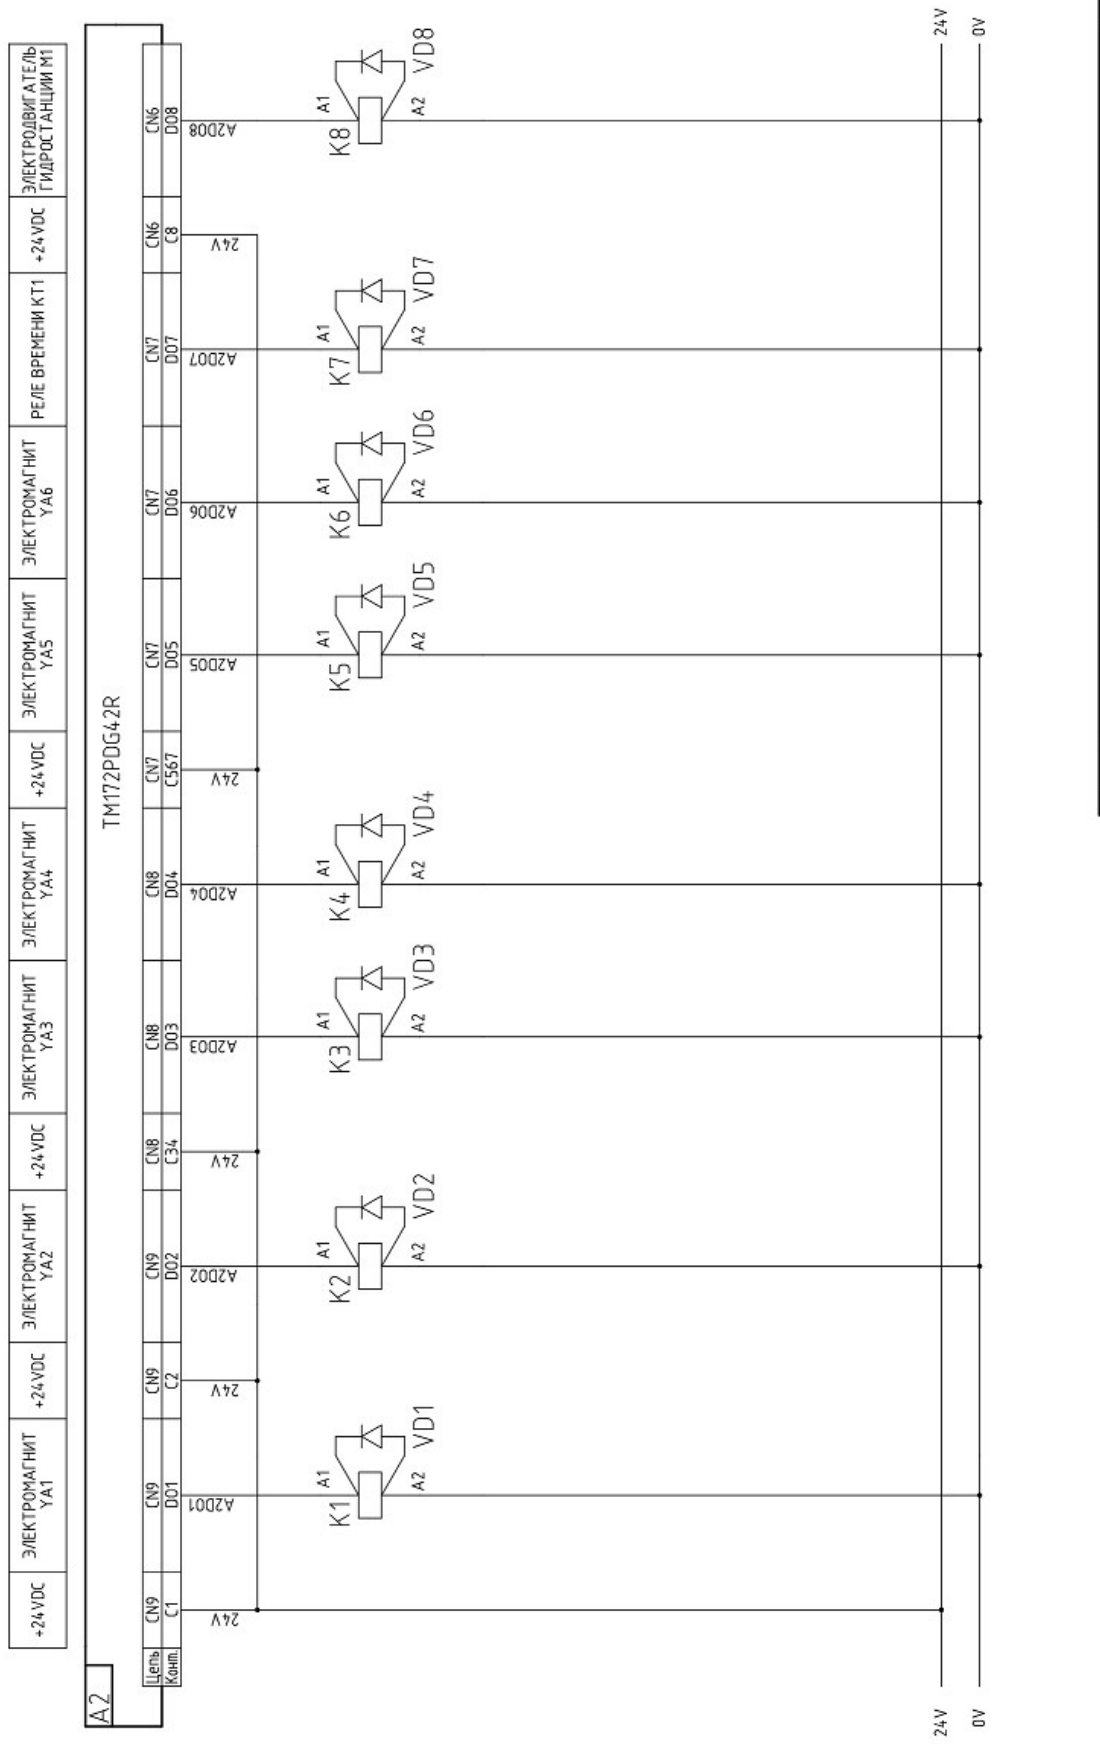 +24VDC
ЭЛЕКТРОМАГНИТ
YA1
+24VDC
ЭЛЕКТРОМАГНИТ
YA2
+24VDC
ЭЛЕКТРОМАГНИТ
YA3
ЭЛЕКТРОМАГНИТ
YA4
+24VDC
ЭЛЕКТРОМАГНИТ
YA5
ЭЛЕКТРОМАГНИТ
YA6
РЕЛЕ ВРЕМЕНИ KT1
+24VDC
ЭЛЕКТРОДВИГАТЕЛЬ
ГИДРОСТАНЦИИ М1
A2
TM172PDG42R
Цепь CN9 CN9 CN9 CN9 CN8 CN8 CN8 CN7 CN7 CN7 CN7 CN6 CN6
Конт. C1 DO1 C2 DO2 C34 DO3 DO4 C567 DO5 DO6 DO7 C8 DO8
24V A2DO1 24V A2DO2 24V A2DO3 A2DO4 24V A2DO5 A2DO6 A2DO7 24V A2DO8
A1 A1 A1 A1 A1 A1 A1 A1
K1 K2 K3 K4 K5 K6 K7 K8
A2 A2 A2 A2 A2 A2 A2 A2
VD1 VD2 VD3 VD4 VD5 VD6 VD7 VD8
24V 24V
0V 0V